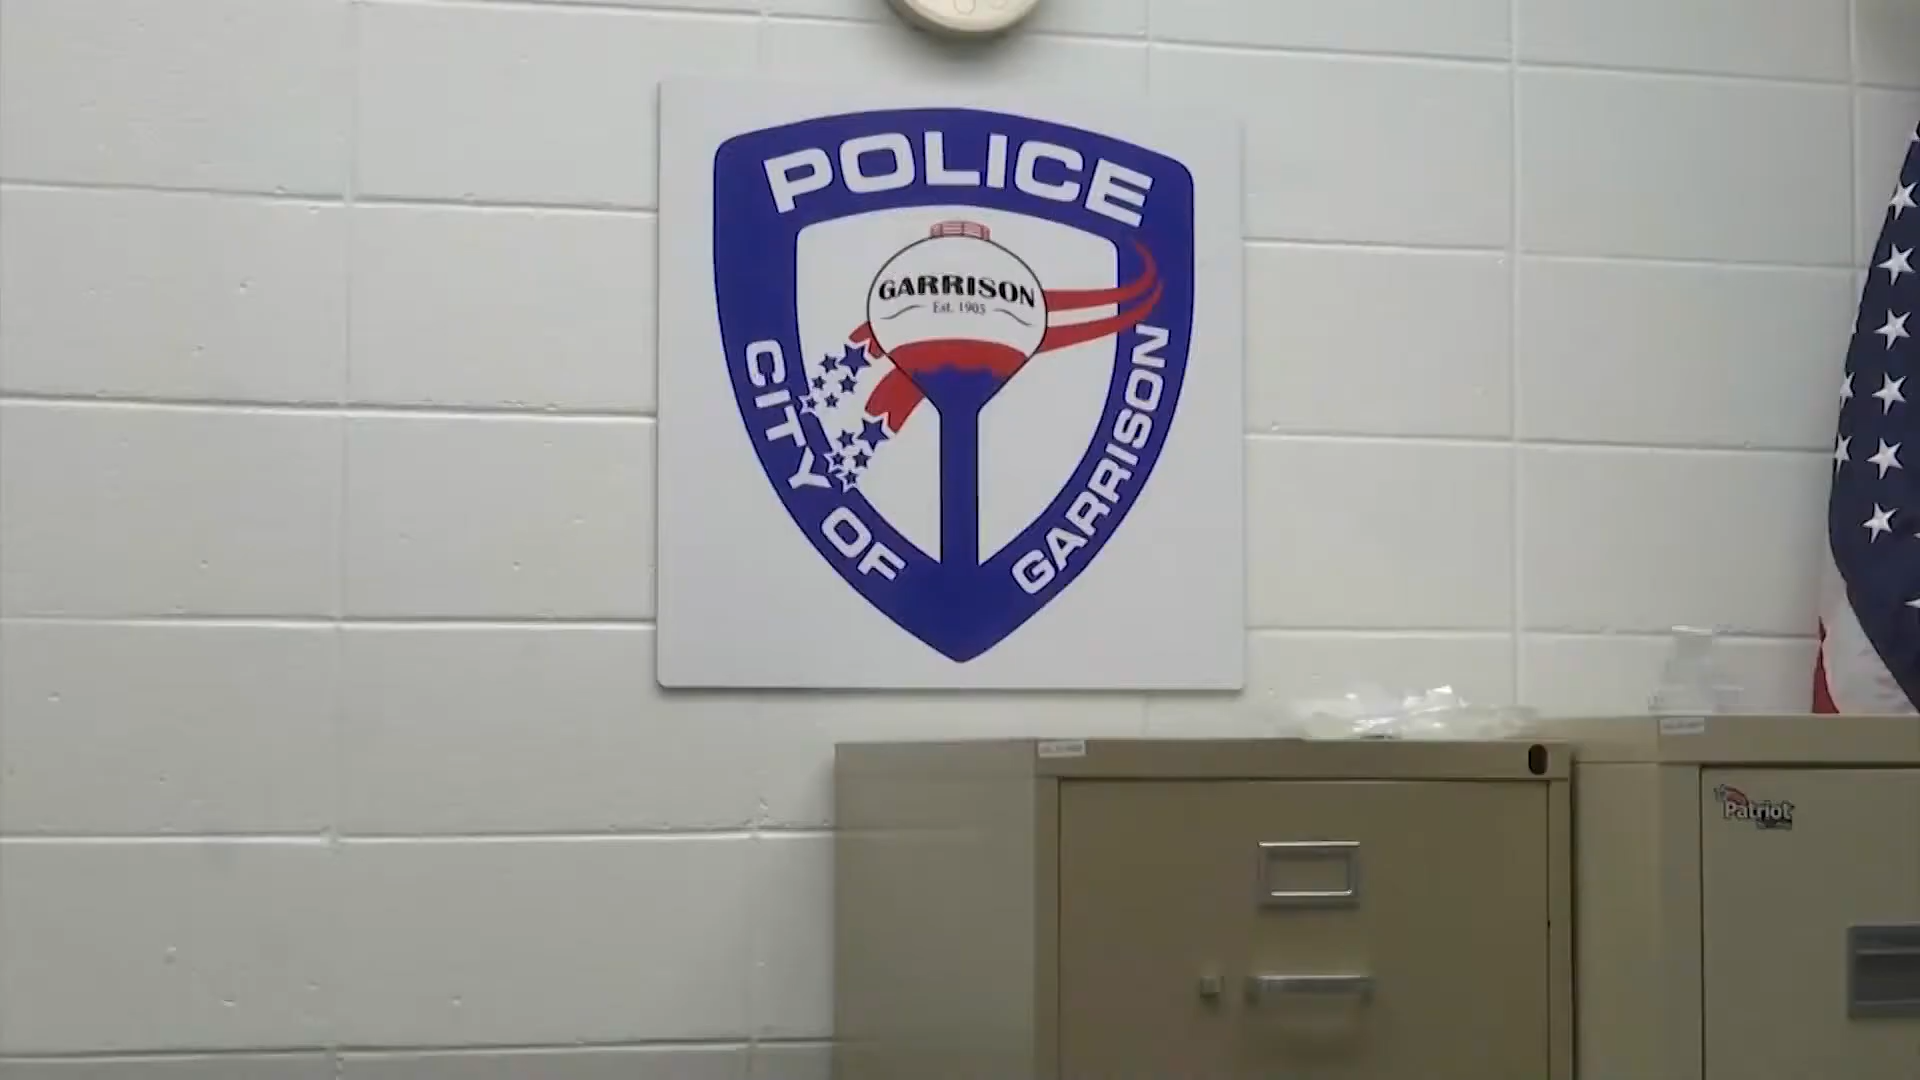 POLICE
GARRISON
Est. 1905
CITY OF
GARRISON
Patriot